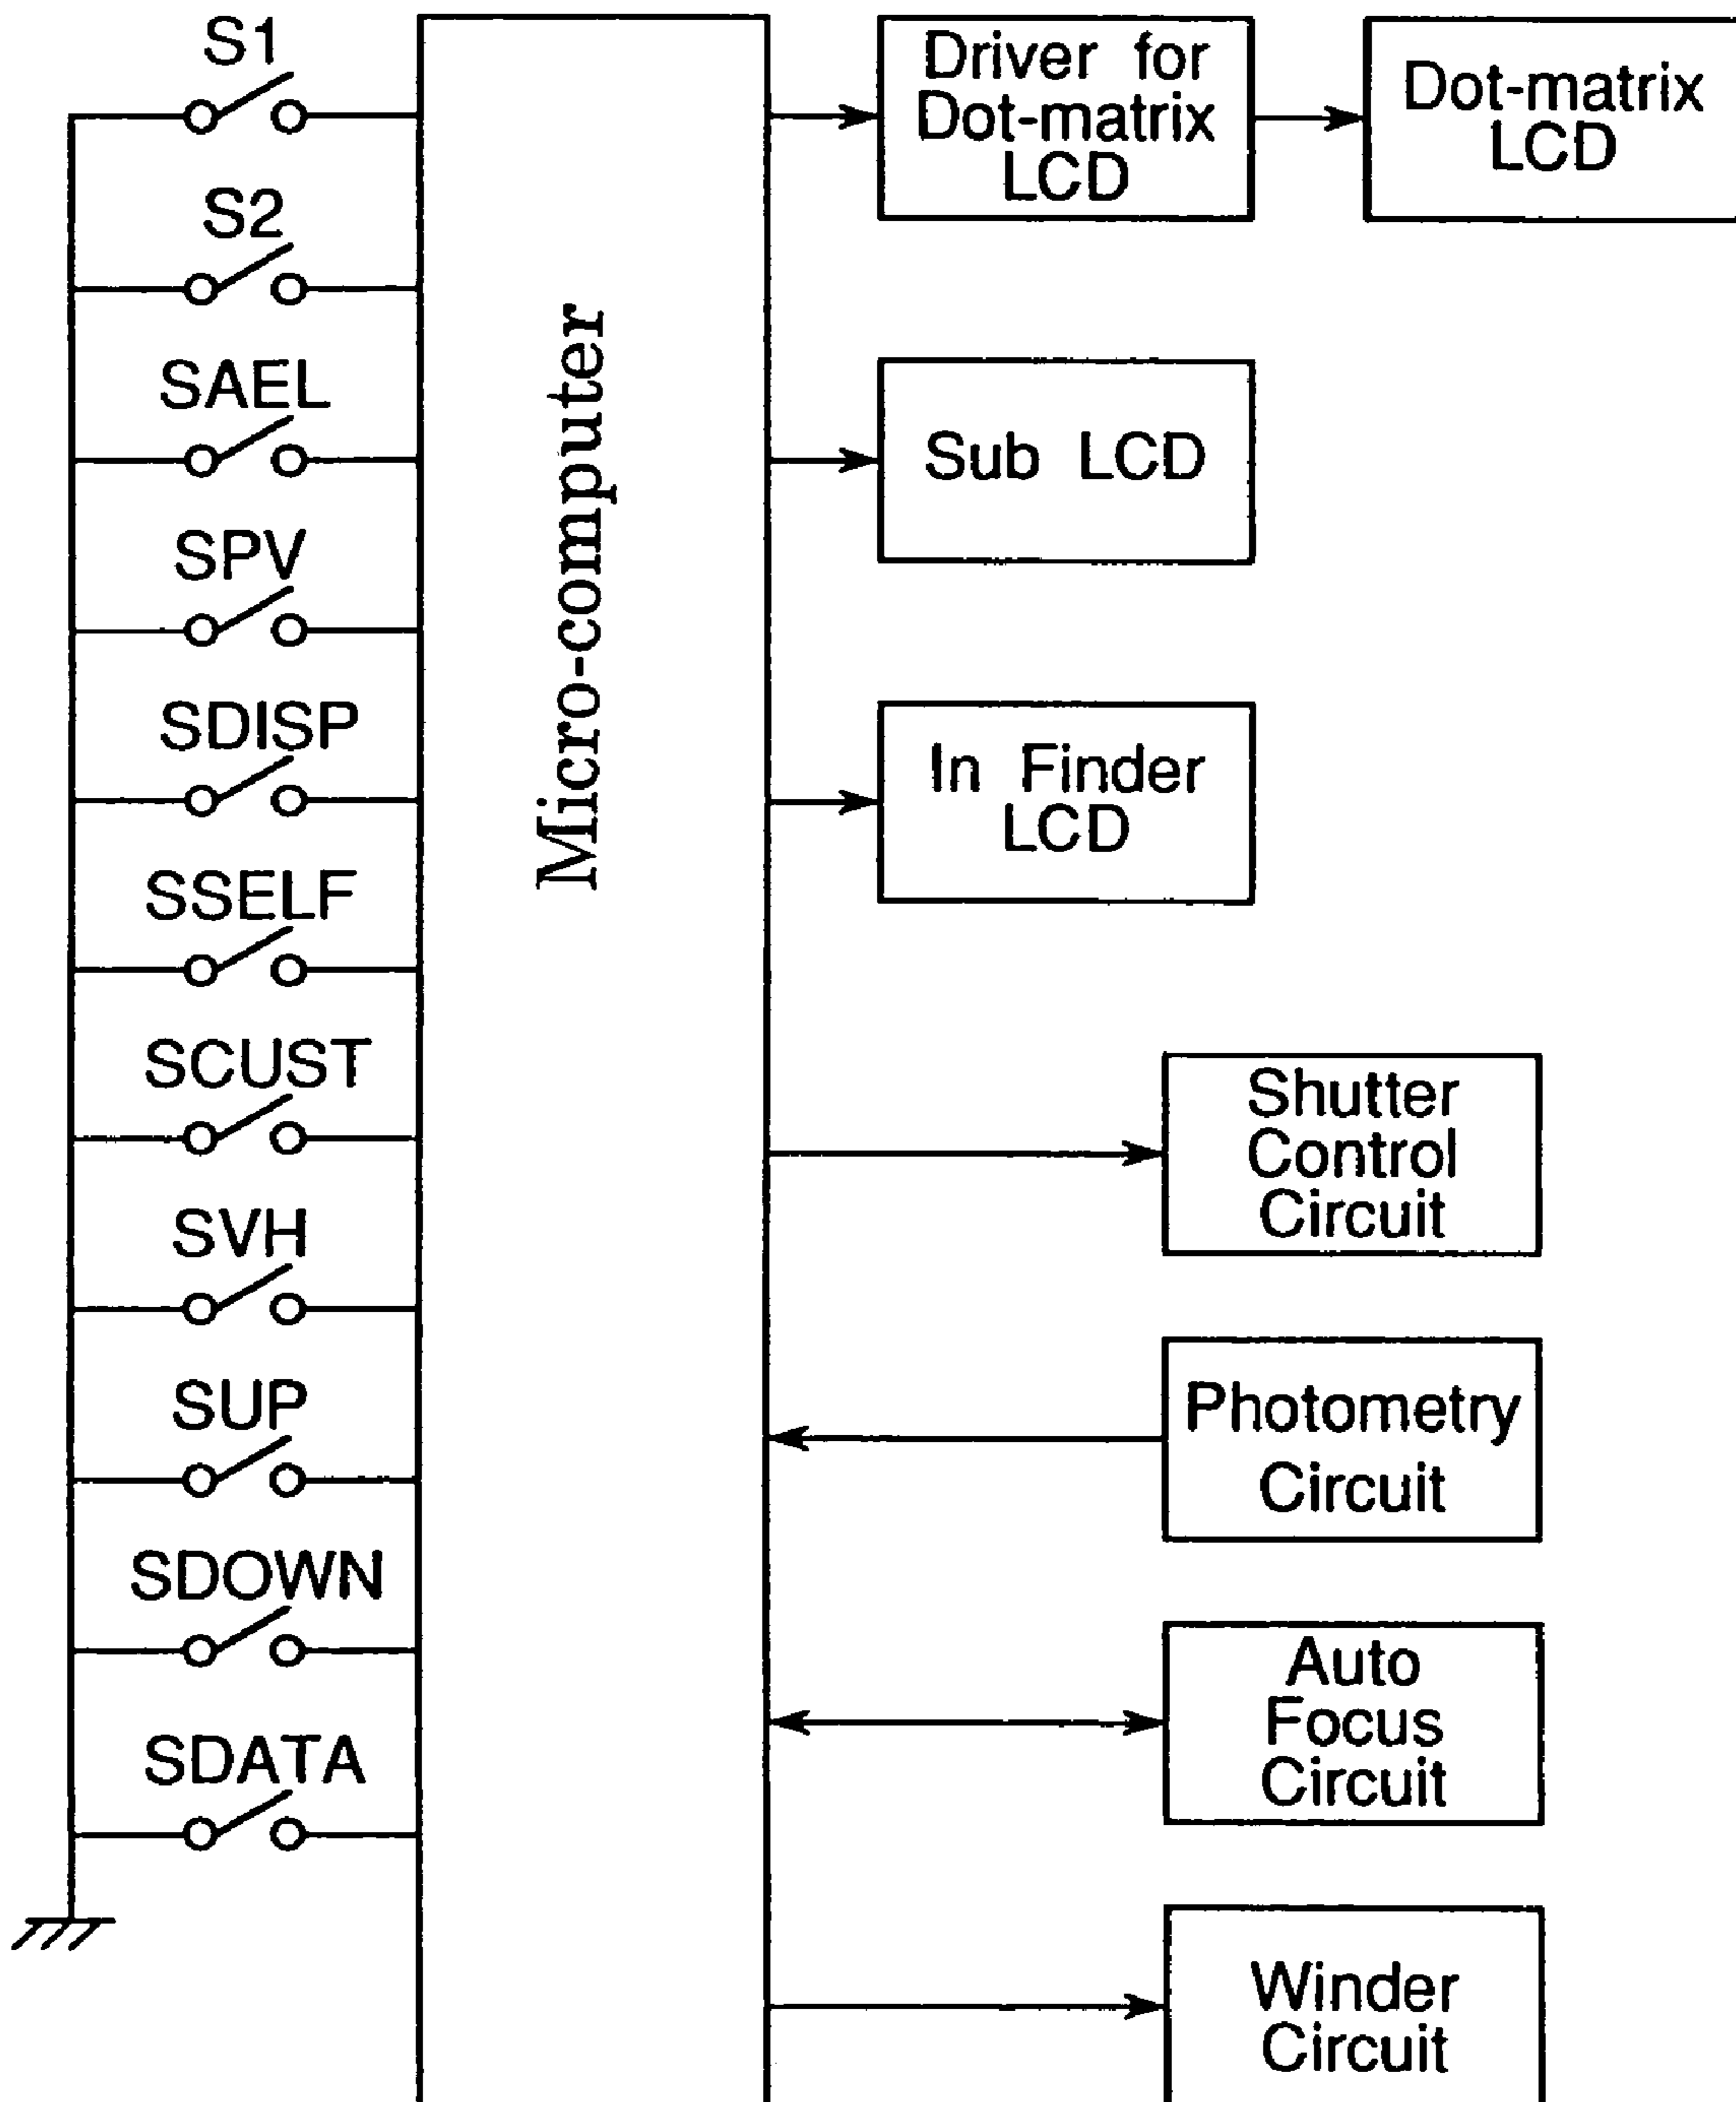 S1
S2
SAEL
SPV
SDISP
SSELF
SCUST
SVH
SUP
SDOWN
SDATA
Micro-computer
Driver for
Dot-matrix
LCD
Dot-matrix
LCD
Sub LCD
In Finder
LCD
Shutter
Control
Circuit
Photometry
Circuit
Auto
Focus
Circuit
Winder
Circuit